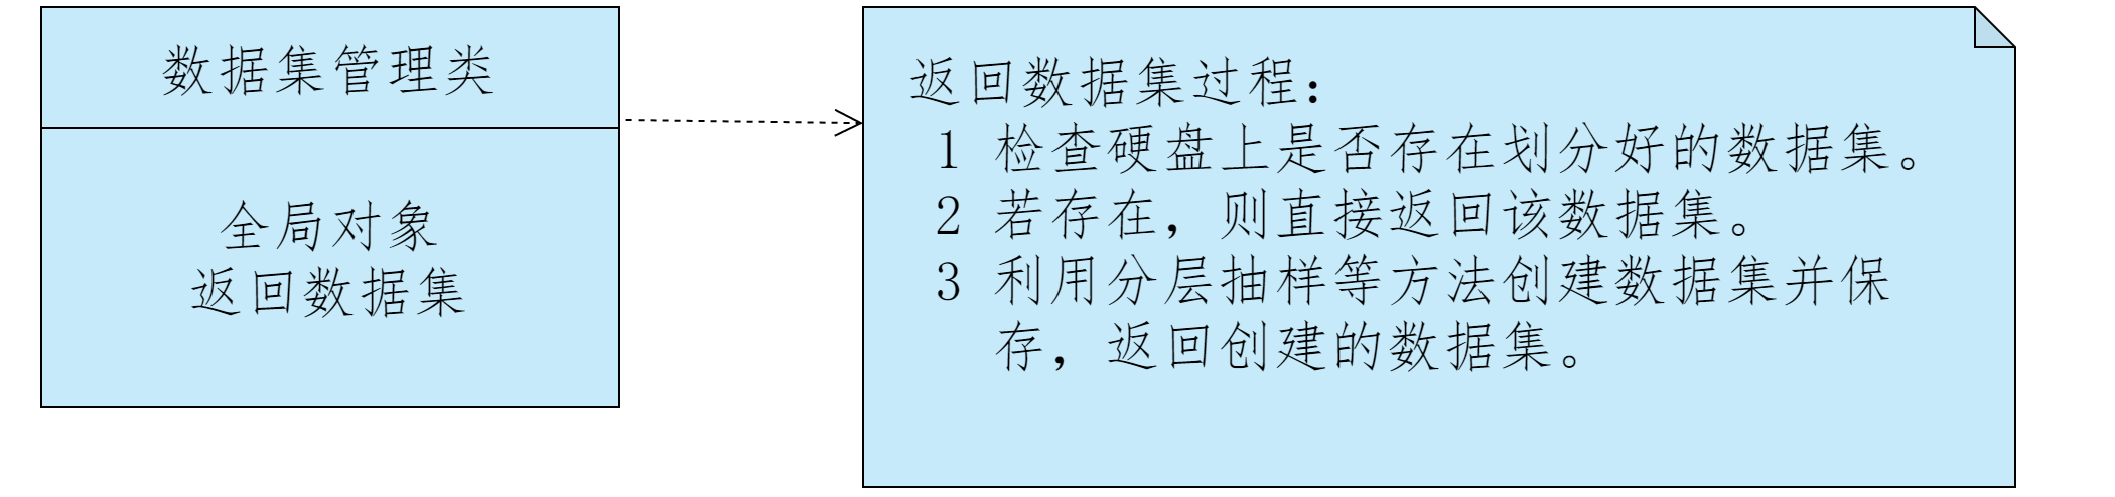 数据集管理类
全局对象
返回数据集
返回数据集过程：
1 检查硬盘上是否存在划分好的数据集。
2 若存在，则直接返回该数据集。
3 利用分层抽样等方法创建数据集并保
存，返回创建的数据集。